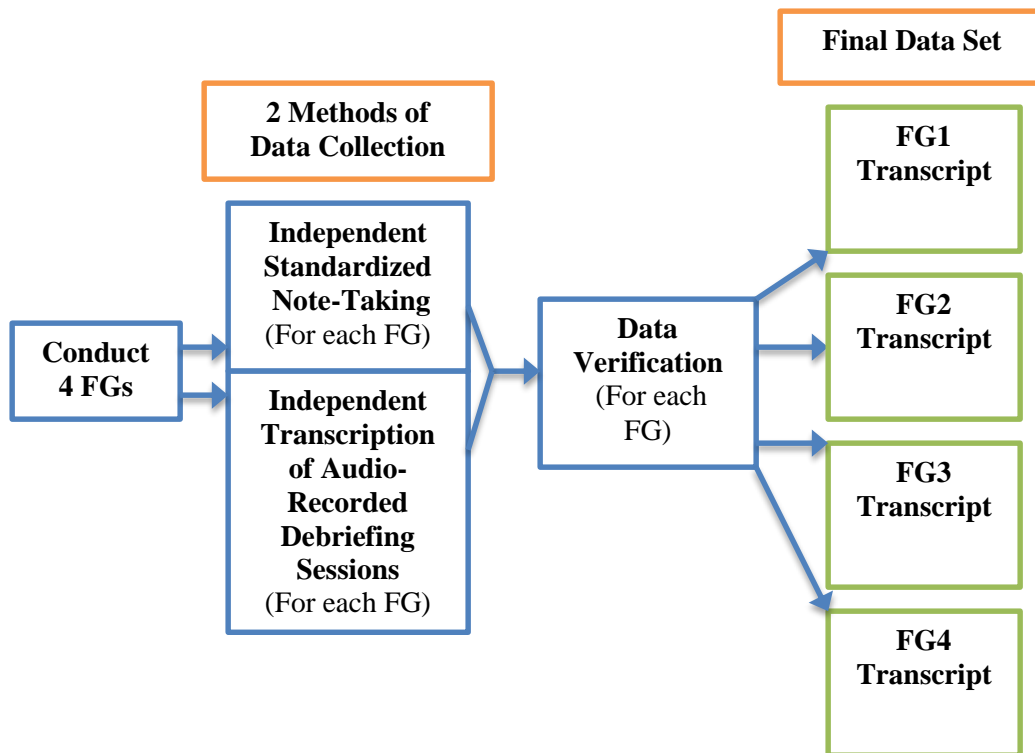 Conduct
4 FGs
2 Methods of
Data Collection
Independent
Standardized
Note-Taking
(For each FG)
Independent
Transcription
of Audio-
Recorded
Debriefing
Sessions
(For each FG)
Data
Verification
(For each
FG)
Final Data Set
FG1
Transcript
FG2
Transcript
FG3
Transcript
FG4
Transcript